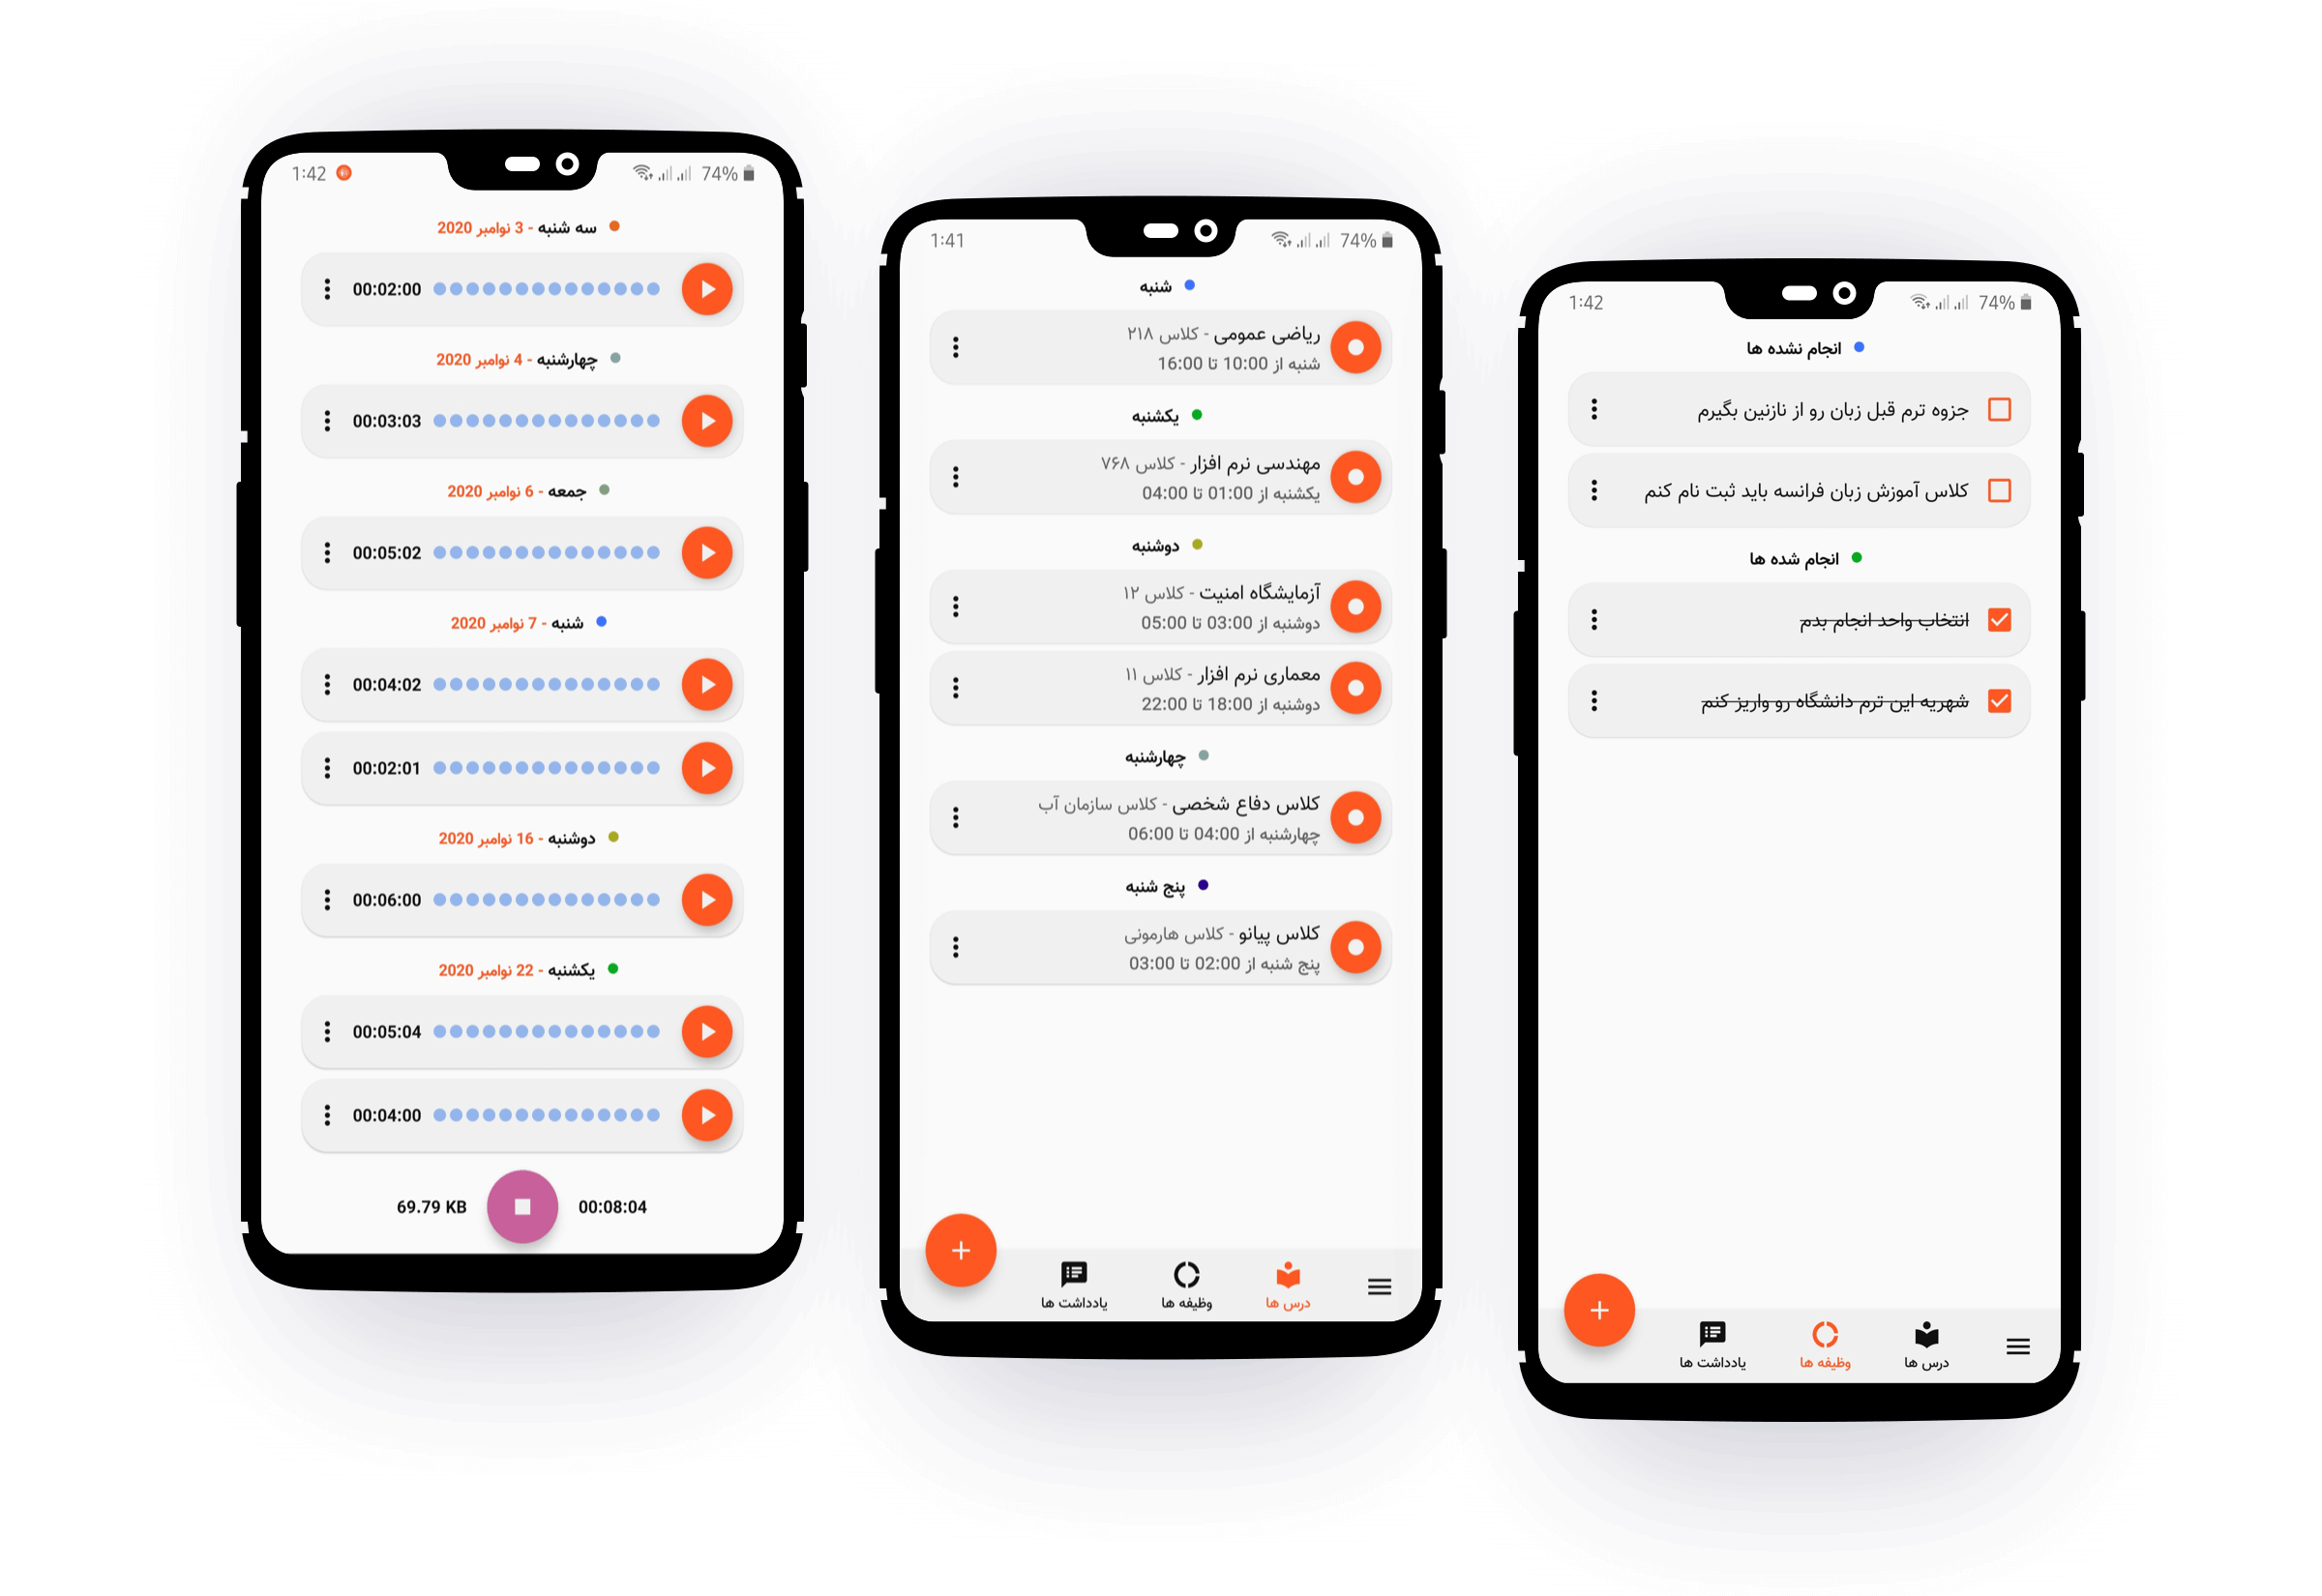 1:42
74%
سه شنبه - 3 نوامبر 2020
00:02:00
چهارشنبه - 4 نوامبر 2020
00:03:03
جمعه - 6 نوامبر 2020
00:05:02
شنبه - 7 نوامبر 2020
00:04:02
00:02:01
دوشنبه - 16 نوامبر 2020
00:06:00
یکشنبه - 22 نوامبر 2020
00:05:04
00:04:00
69.79 KB
00:08:04
1:41
74%
شنبه
ریاضی عمومی - کلاس ۲۱۸
شنبه از 10:00 تا 16:00
یکشنبه
مهندسی نرم افزار - کلاس ۷۶۸
یکشنبه از 01:00 تا 04:00
دوشنبه
آزمایشگاه امنیت - کلاس ۱۲
دوشنبه از 03:00 تا 05:00
معماری نرم افزار - کلاس ۱۱
دوشنبه از 18:00 تا 22:00
چهارشنبه
کلاس دفاع شخصی - کلاس سازمان آب
چهارشنبه از 04:00 تا 06:00
پنج شنبه
کلاس پیانو - کلاس هارمونی
پنج شنبه از 02:00 تا 03:00
درس ها
وظیفه ها
یادداشت ها
1:42
74%
انجام نشده ها
جزوه ترم قبل زبان رو از نازنین بگیرم
کلاس آموزش زبان فرانسه باید ثبت نام کنم
انجام شده ها
انتخاب واحد انجام بدم
شهریه این ترم دانشگاه رو واریز کنم
درس ها
وظیفه ها
یادداشت ها